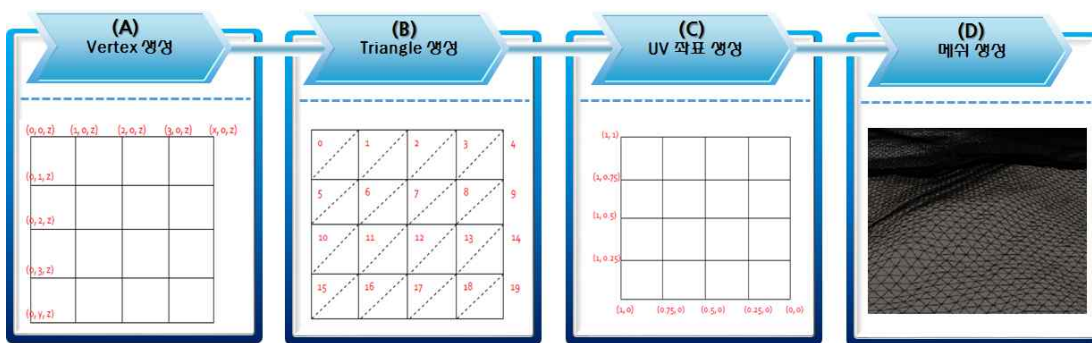 (A)
Vertex 생성
(B)
Triangle 생성
(C)
UV 좌표 생성
(D)
메쉬 생성
(0, 0, z) (1, 0, z) (2, 0, z) (3, 0, z) (x, 0, z)
(0, 1, z)
(0, 2, z)
(0, 3, z)
(0, y, z)
0 1 2 3 4
5 6 7 8 9
10 11 12 13 14
15 16 17 18 19
(1, 1)
(1, 0.75)
(1, 0.5)
(1, 0.25)
(1, 0) (0.75, 0) (0.5, 0) (0.25, 0) (0, 0)